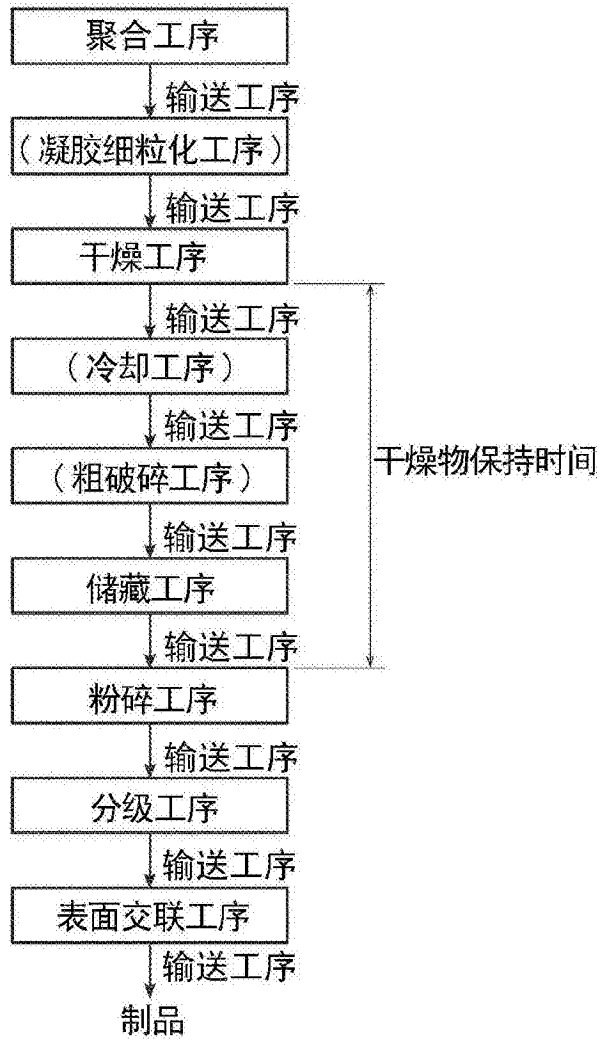 聚合工序
输送工序
（凝胶细粒化工序）
输送工序
干燥工序
输送工序
（冷却工序）
输送工序
（粗破碎工序）
干燥物保持时间
输送工序
储藏工序
输送工序
粉碎工序
输送工序
分级工序
输送工序
表面交联工序
输送工序
制品